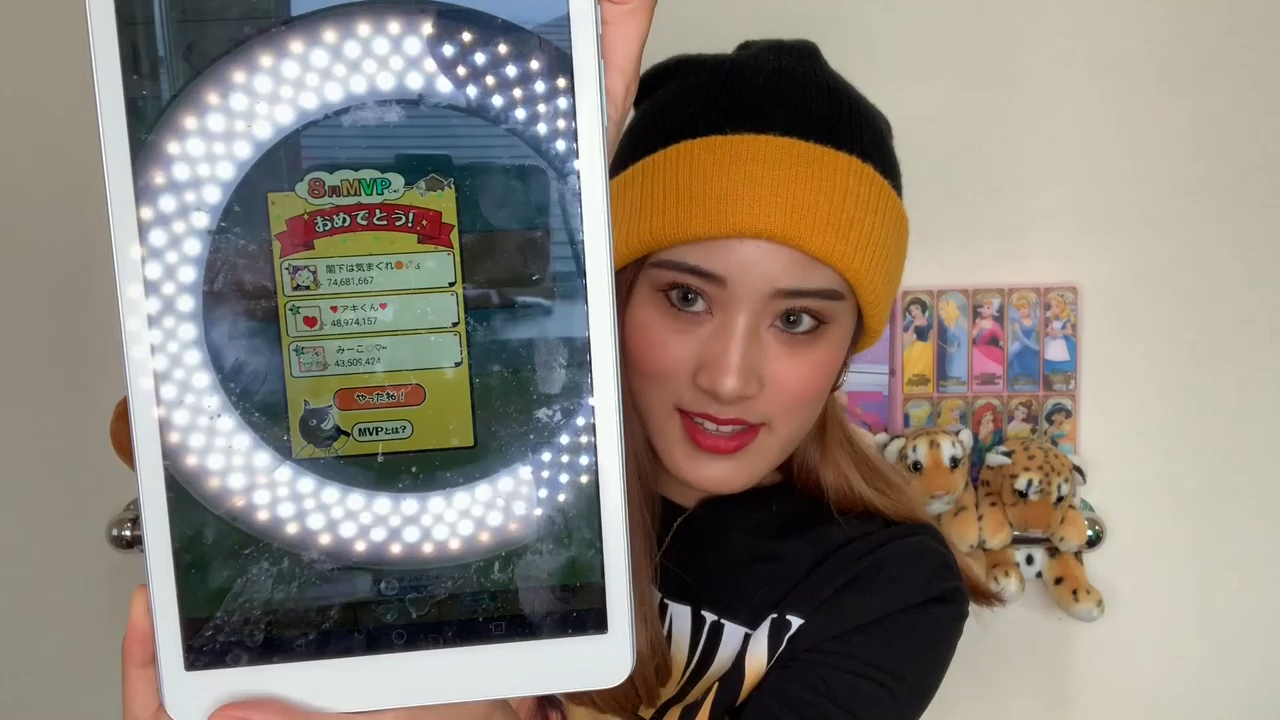 8月MVP
おめでとう!
閣下は気まぐれ
74,681,667
アキくん
48,974,157
みーこ
43,509,424
やったね!
MVPとは?